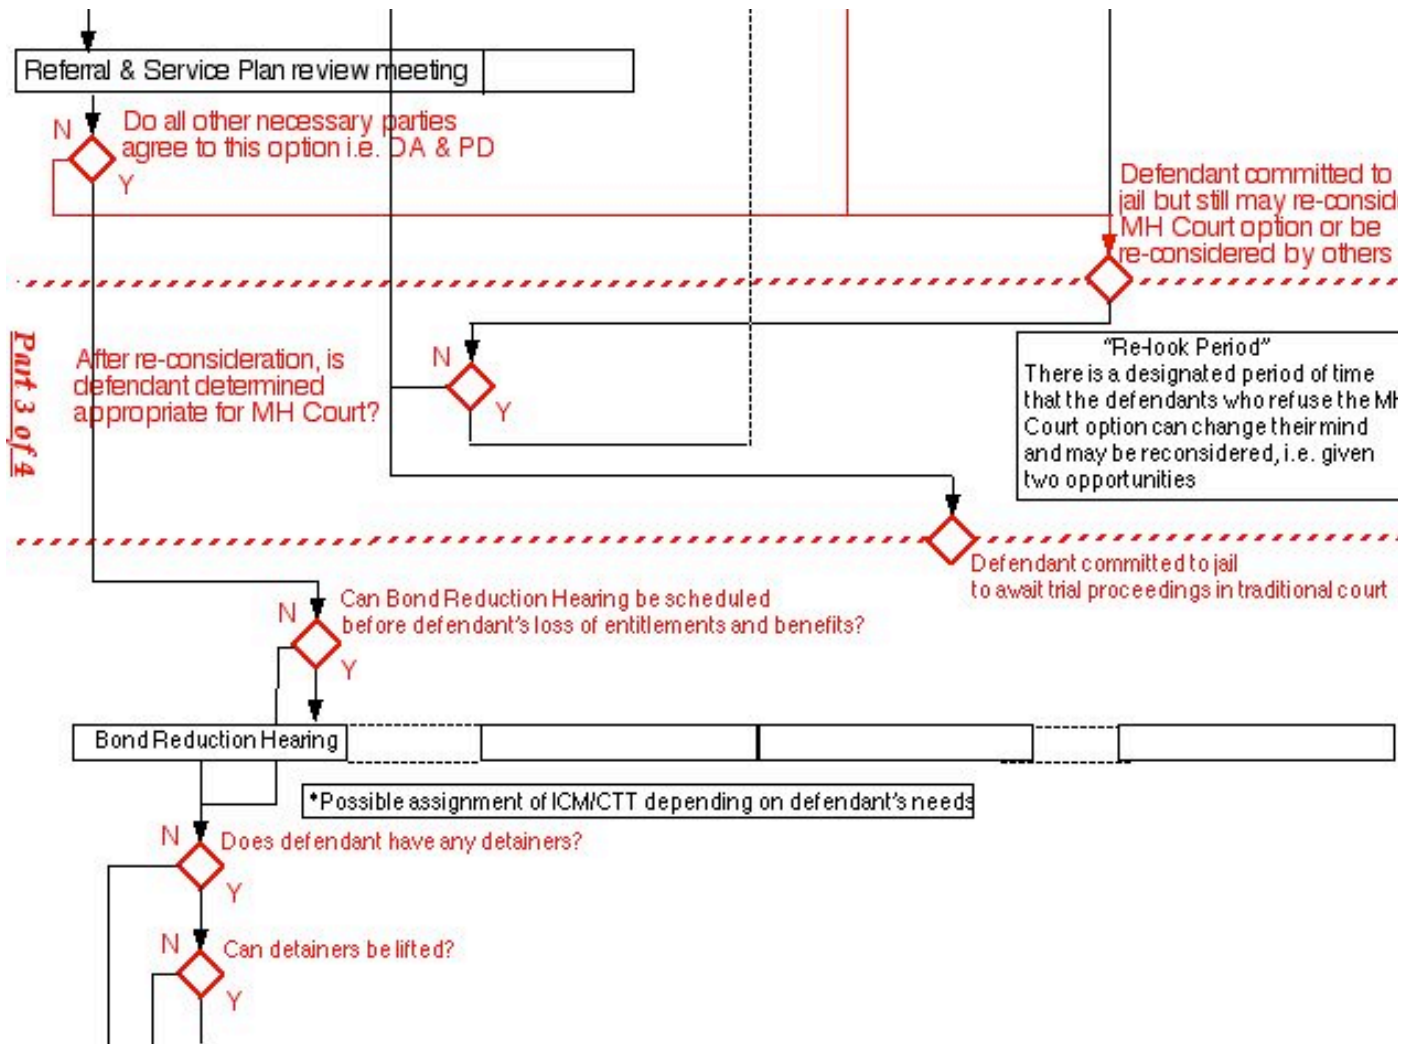 Referral & Service Plan review meeting
N
Do all other necessary parties
agree to this option i.e. DA & PD
Y
Defendant committed to
jail but still may re-consid
MH Court option or be
re-considered by others
Part 3 of 4
After re-consideration, is
defendant determined
appropriate for MH Court?
N
Y
"Re-look Period"
There is a designated period of time
that the defendants who refuse the MH
Court option can change their mind
and may be reconsidered, i.e. given
two opportunities
Defendant committed to jail
to await trial proceedings in traditional court
N
Can Bond Reduction Hearing be scheduled
before defendant's loss of entitlements and benefits?
Y
Bond Reduction Hearing
*Possible assignment of ICM/CTT depending on defendant's needs
N
Does defendant have any detainers?
Y
N
Can detainers be lifted?
Y